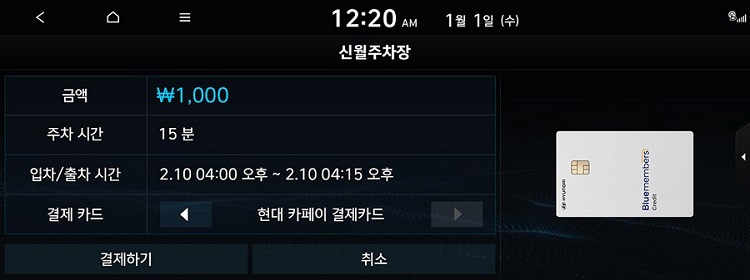 12:20 AM 1월 1일 (수)
신월주차장
금액 ₩1,000
주차 시간 15 분
입차/출차 시간 2.10 04:00 오후 ~ 2.10 04:15 오후
결제 카드 현대 카페이 결제카드
결제하기 취소
HYUNDAI
Bluemembers
Credit